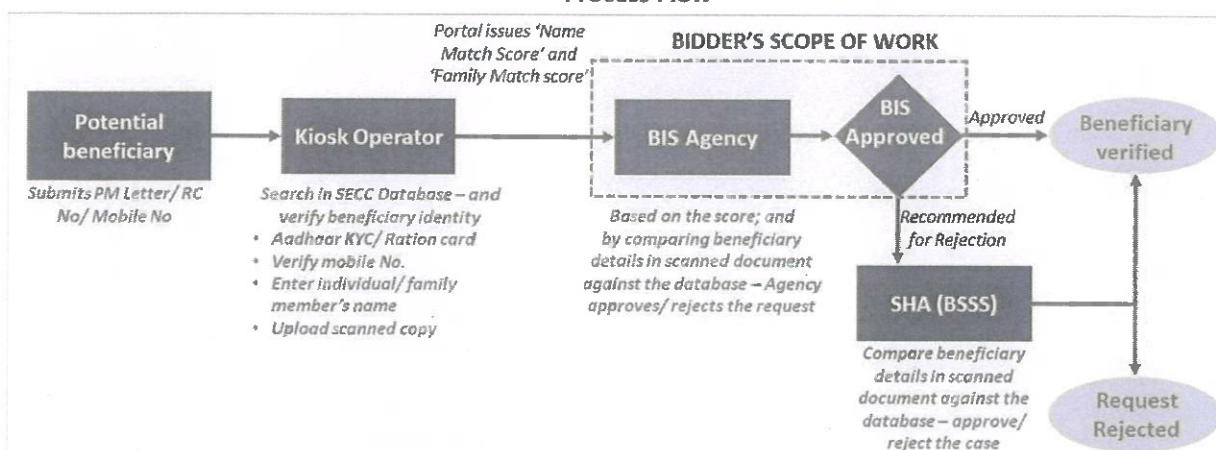 Portal issues 'Name
Match Score' and
'Family Match score'
BIDDER'S SCOPE OF WORK
Potential
beneficiary
Kiosk Operator
BIS Agency
BIS
Approved
Approved
Beneficiary
verified
Submits PM Letter/ RC
No/ Mobile No
Search in SECC Database – and
verify beneficiary identity
• Aadhaar KYC/ Ration card
• Verify mobile No.
• Enter individual/ family
member's name
• Upload scanned copy
Based on the score; and
by comparing beneficiary
details in scanned document
against the database – Agency
approves/ rejects the request
Recommended
for Rejection
SHA (BSSS)
Compare beneficiary
details in scanned
document against the
database – approve/
reject the case
Request
Rejected